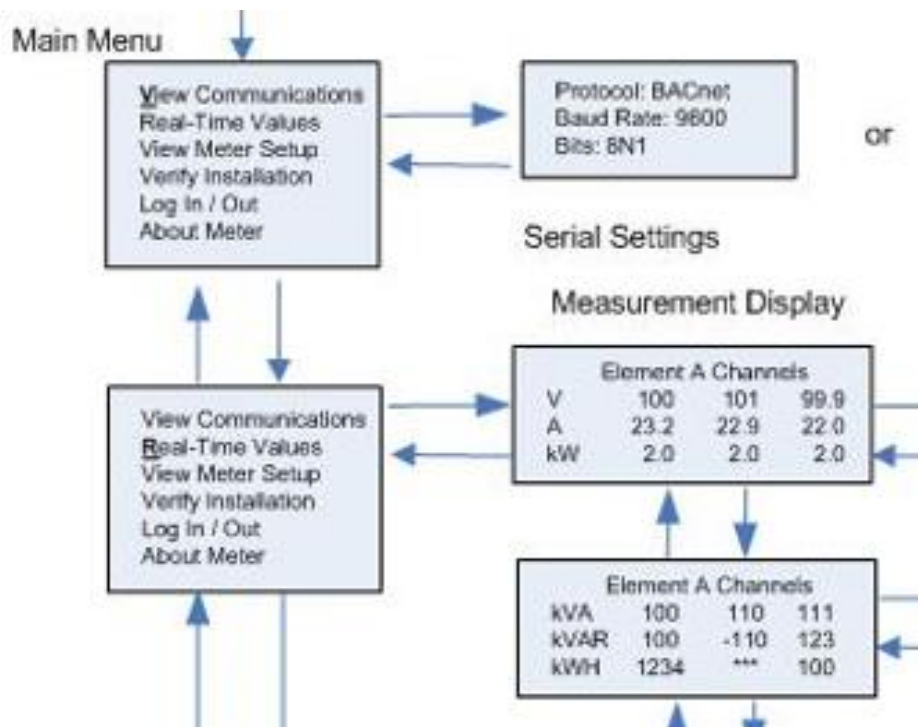 Main Menu
View Communications
Real-Time Values
View Meter Setup
Verify Installation
Log In / Out
About Meter
Protocol: BACnet
Baud Rate: 9600
Bits: 8N1
or
Serial Settings
Measurement Display
View Communications
Real-Time Values
View Meter Setup
Verify Installation
Log In / Out
About Meter
Element A Channels
V 100 101 99.9
A 23.2 22.9 22.0
kW 2.0 2.0 2.0
Element A Channels
kVA 100 110 111
kVAR 100 -110 123
kWH 1234 *** 100